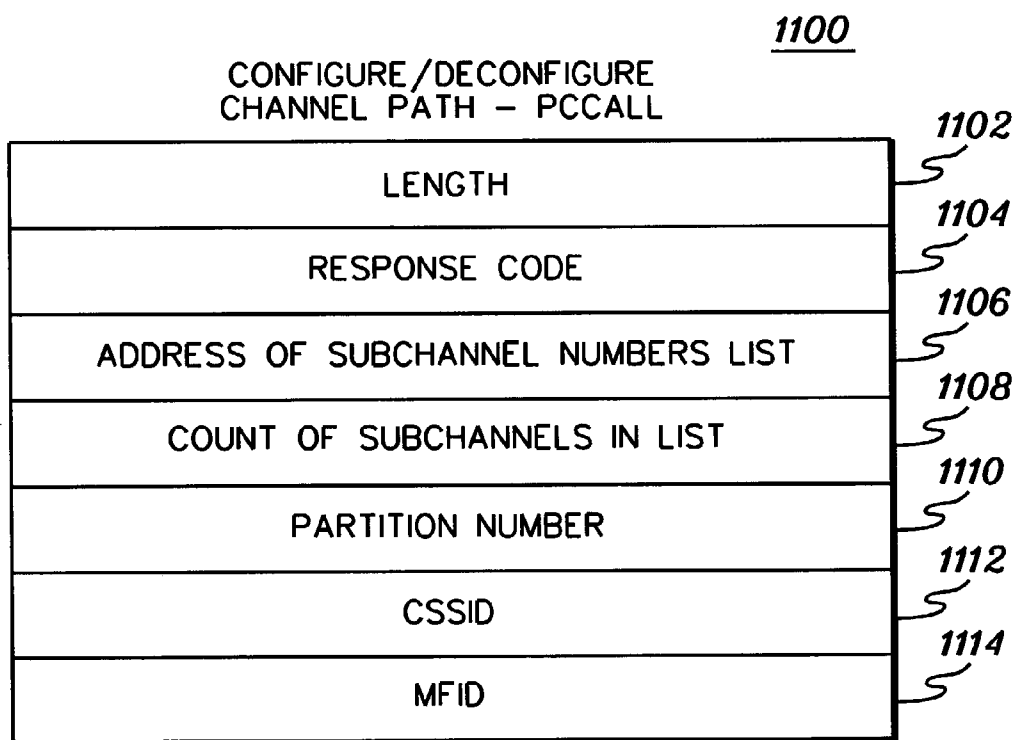 1100
CONFIGURE/DECONFIGURE
CHANNEL PATH – PCCALL
1102
LENGTH
1104
RESPONSE CODE
1106
ADDRESS OF SUBCHANNEL NUMBERS LIST
1108
COUNT OF SUBCHANNELS IN LIST
1110
PARTITION NUMBER
1112
CSSID
1114
MFID